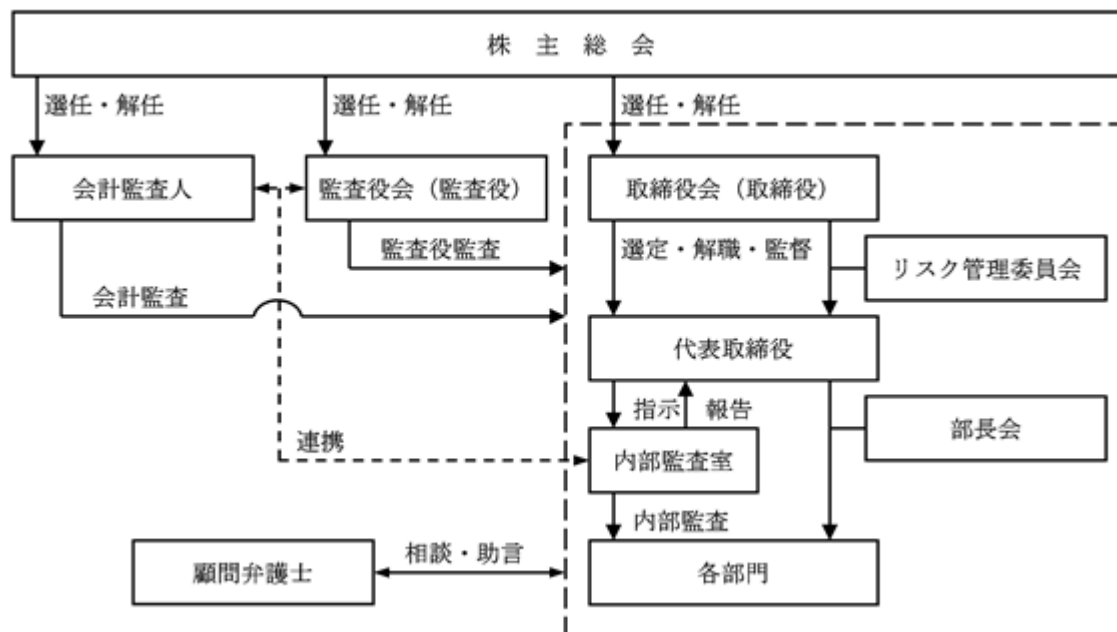 株主総会
選任・解任
選任・解任
選任・解任
会計監査人
監査役会（監査役）
取締役会（取締役）
監査役監査
選定・解職・監督
リスク管理委員会
会計監査
代表取締役
指示
報告
部長会
連携
内部監査室
内部監査
相談・助言
顧問弁護士
各部門